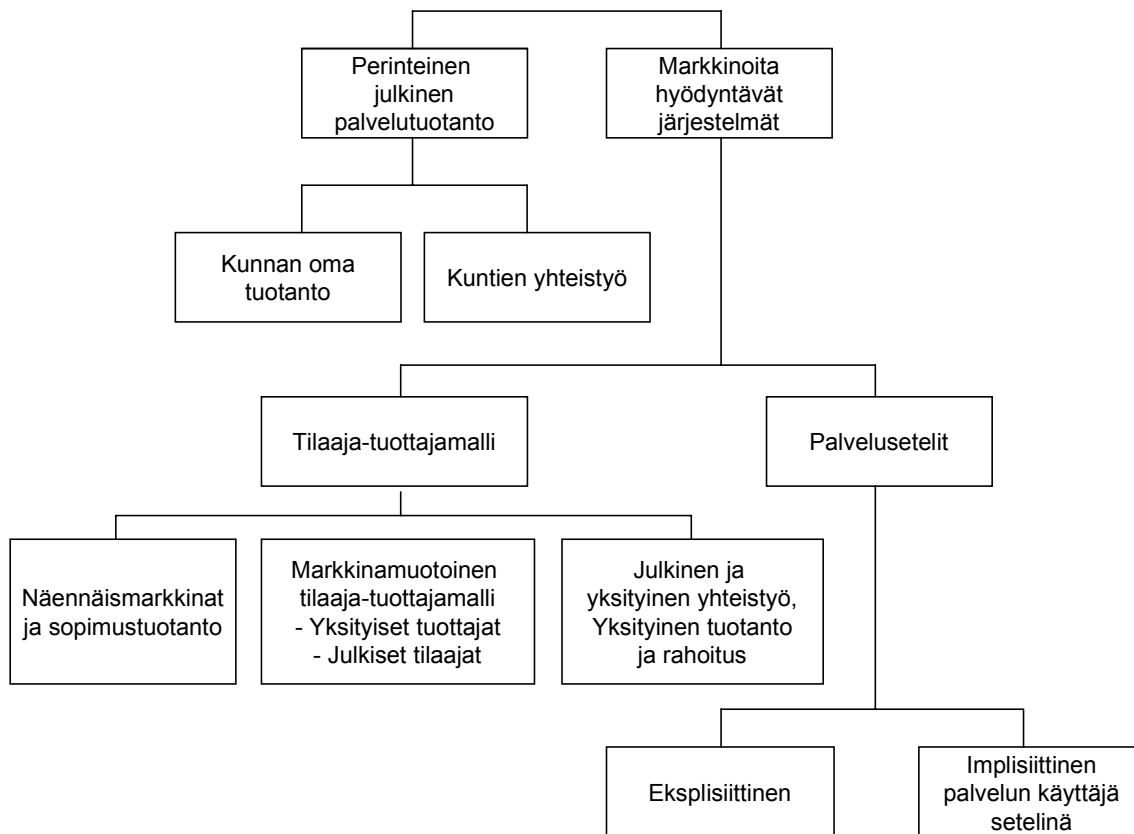 Perinteinen
julkinen
palvelutuotanto
Markkinoita
hyödyntävät
järjestelmät
Kunnan oma
tuotanto
Kuntien yhteistyö
Tilaaja-tuottajamalli
Palvelusetelit
Näennäismarkkinat
ja sopimustuotanto
Markkinamuotoinen
tilaaja-tuottajamalli
- Yksityiset tuottajat
- Julkiset tilaajat
Julkinen ja
yksityinen yhteistyö,
Yksityinen tuotanto
ja rahoitus
Eksplisiittinen
Implisiittinen
palvelun käyttäjä
setelinä